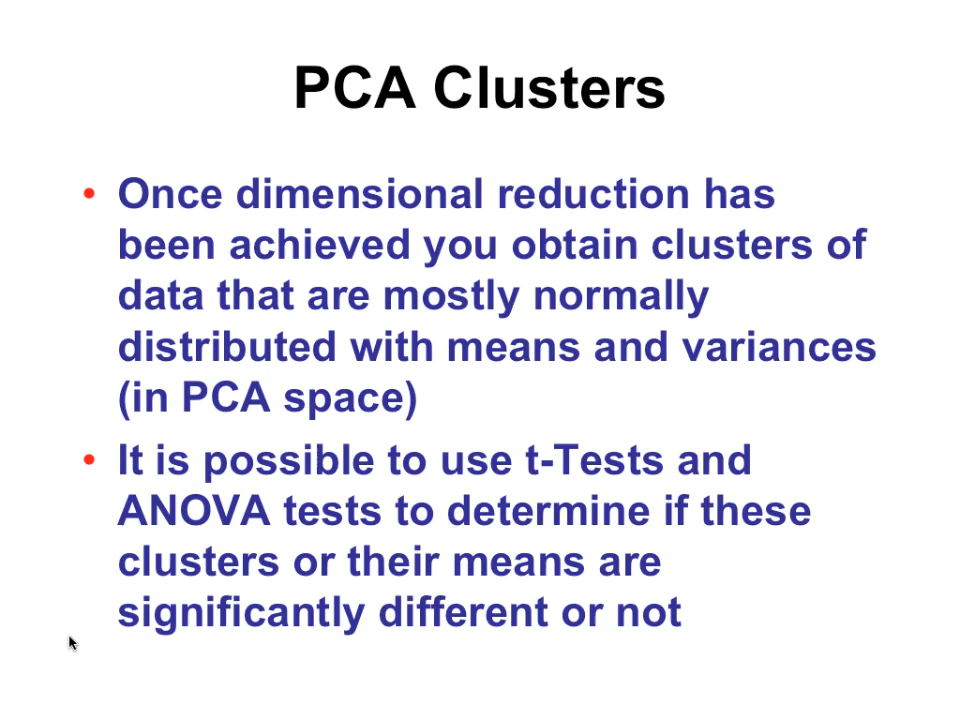 PCA Clusters
• Once dimensional reduction has
been achieved you obtain clusters of
data that are mostly normally
distributed with means and variances
(in PCA space)
• It is possible to use t-Tests and
ANOVA tests to determine if these
clusters or their means are
significantly different or not